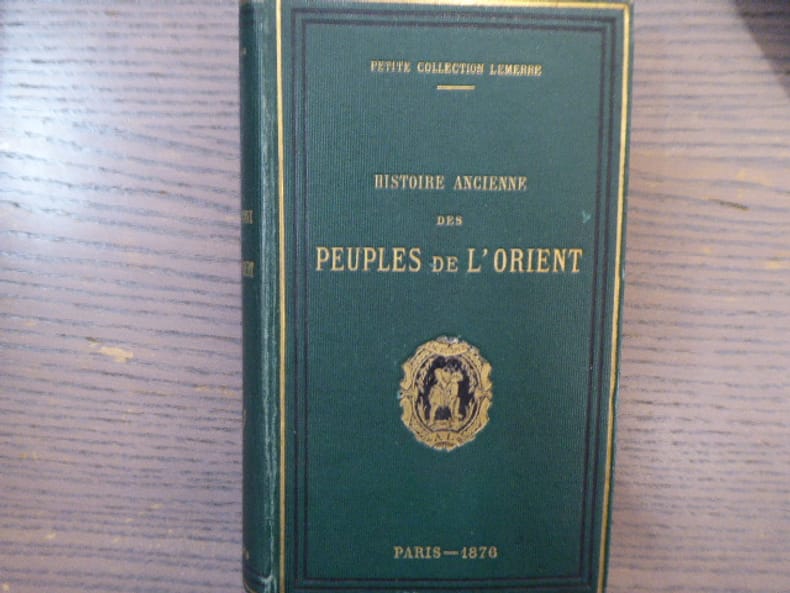 PETITE COLLECTION LEMERRE
HISTOIRE ANCIENNE
DES
PEUPLES DE L'ORIENT
A. L.
PARIS—1876